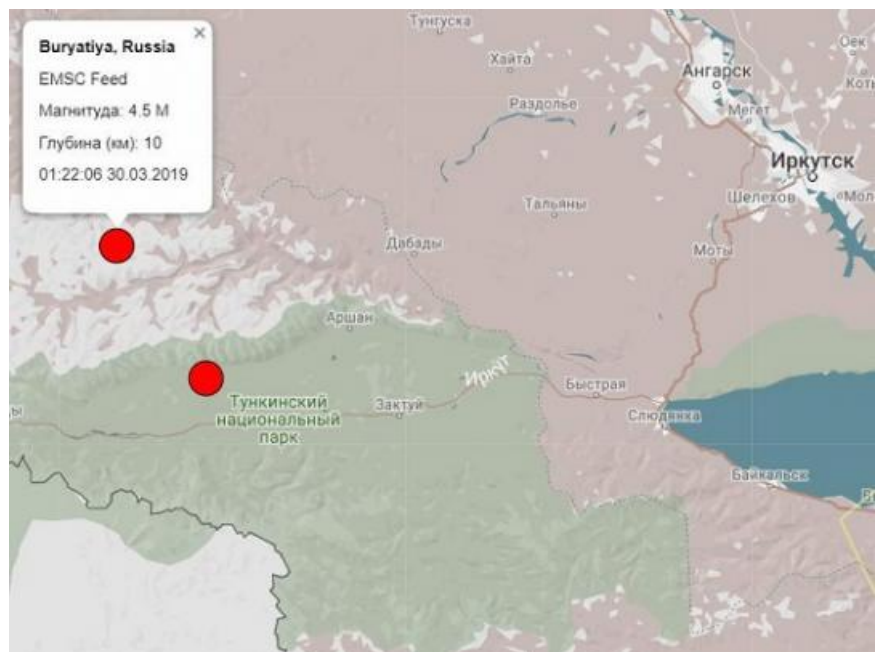 Buryatiya, Russia
EMSC Feed
Магнитуда: 4.5 M
Глубина (км): 10
01:22:06 30.03.2019
×
Тунгуска
Хайта
Ангарск
Оек
Раздолье
Мегет
Иркутск
Шелехов
Тальяны
Дабады
Моты
Аршан
Иркут
Быстрая
Тункинский
национальный
парк
Зактуй
Слюдянка
Байкальск